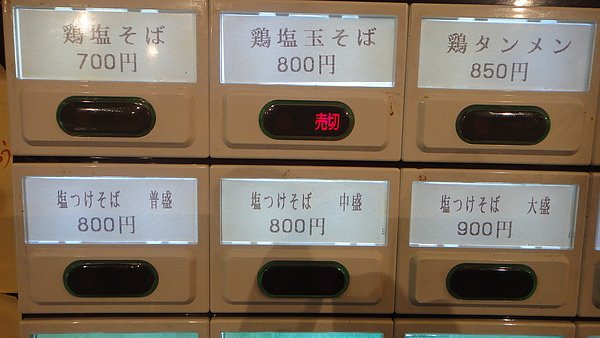 鶏塩そば
700円
鶏塩玉そば
800円
売切
鶏タンメン
850円
塩つけそば 普盛
800円
塩つけそば 中盛
800円
塩つけそば 大盛
900円